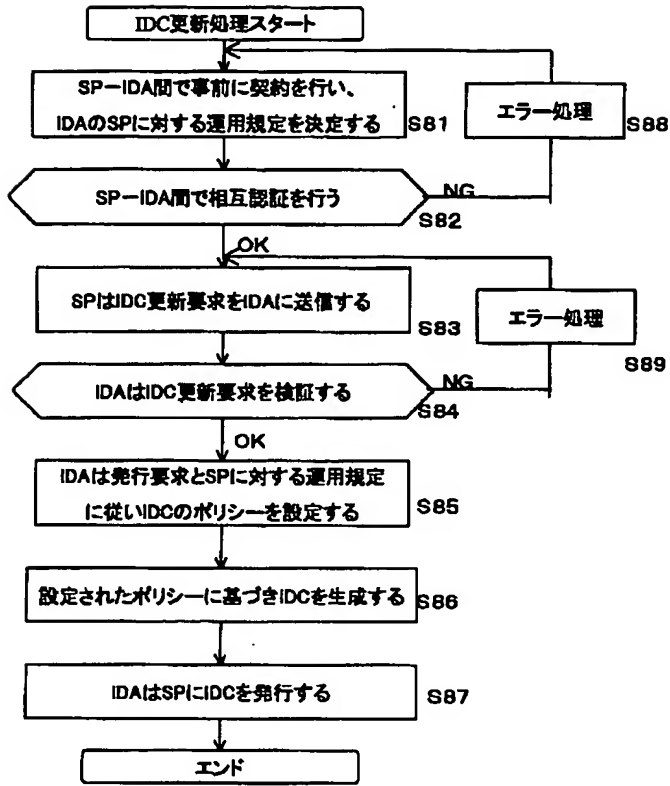 IDC更新処理スタート
SP－IDA間で事前に契約を行い、
IDAのSPに対する運用規定を決定する
S81
エラー処理
S88
SP－IDA間で相互認証を行う
NG
S82
OK
SPはIDC更新要求をIDAに送信する
S83
エラー処理
S89
IDAはIDC更新要求を検証する
NG
S84
OK
IDAは発行要求とSPに対する運用規定
に従いIDCのポリシーを設定する
S85
設定されたポリシーに基づきIDCを生成する
S86
IDAはSPにIDCを発行する
S87
エンド